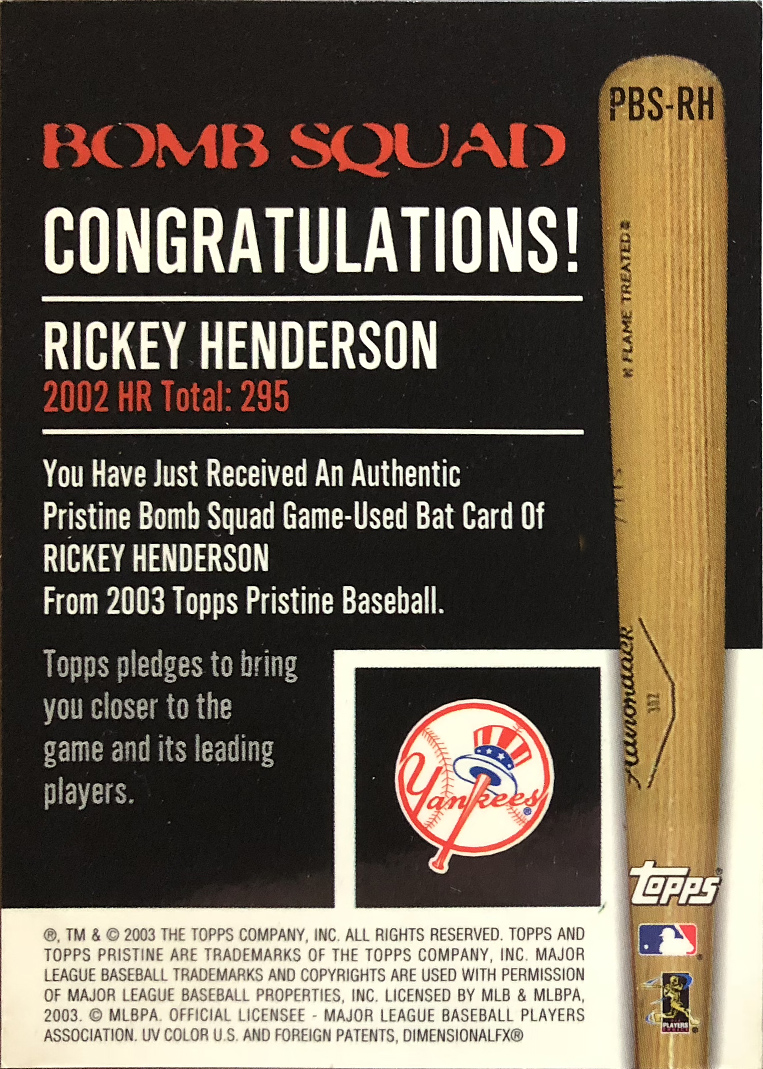 PBS-RH
BOMB SQUAD
CONGRATULATIONS!
® FLAME TREATED®
RICKEY HENDERSON
2002 HR Total: 295
You Have Just Received An Authentic
Pristine Bomb Squad Game-Used Bat Card Of
RICKEY HENDERSON
From 2003 Topps Pristine Baseball.
Topps pledges to bring
you closer to the
game and its leading
players.
Adirondack
302
Yankees®
Topps®
®, TM & © 2003 THE TOPPS COMPANY, INC. ALL RIGHTS RESERVED. TOPPS AND
TOPPS PRISTINE ARE TRADEMARKS OF THE TOPPS COMPANY, INC. MAJOR
LEAGUE BASEBALL TRADEMARKS AND COPYRIGHTS ARE USED WITH PERMISSION
OF MAJOR LEAGUE BASEBALL PROPERTIES, INC. LICENSED BY MLB & MLBPA,
2003. © MLBPA. OFFICIAL LICENSEE - MAJOR LEAGUE BASEBALL PLAYERS
ASSOCIATION. UV COLOR U.S. AND FOREIGN PATENTS, DIMENSIONALFX®
PLAYERS